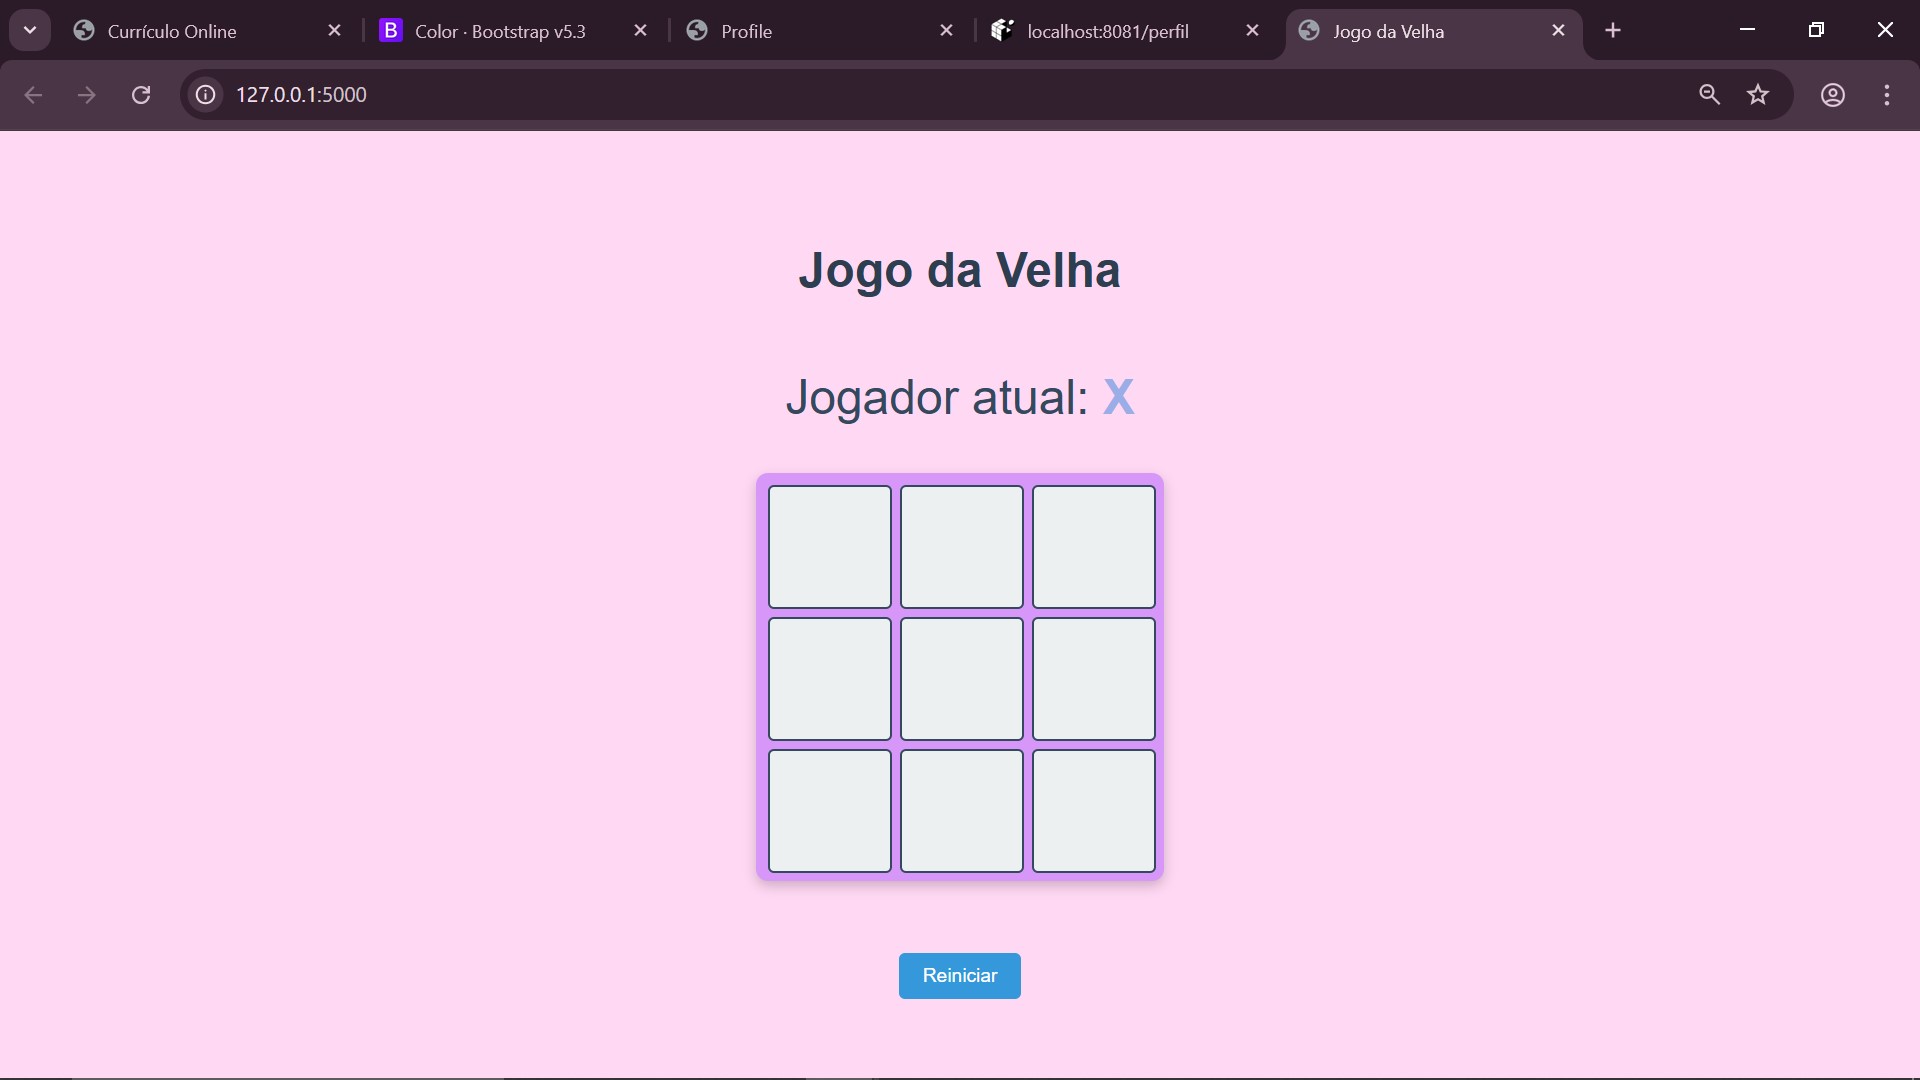 Currículo Online
B Color · Bootstrap v5.3
Profile
localhost:8081/perfil
Jogo da Velha
127.0.0.1:5000
Jogo da Velha
Jogador atual: X
Reiniciar